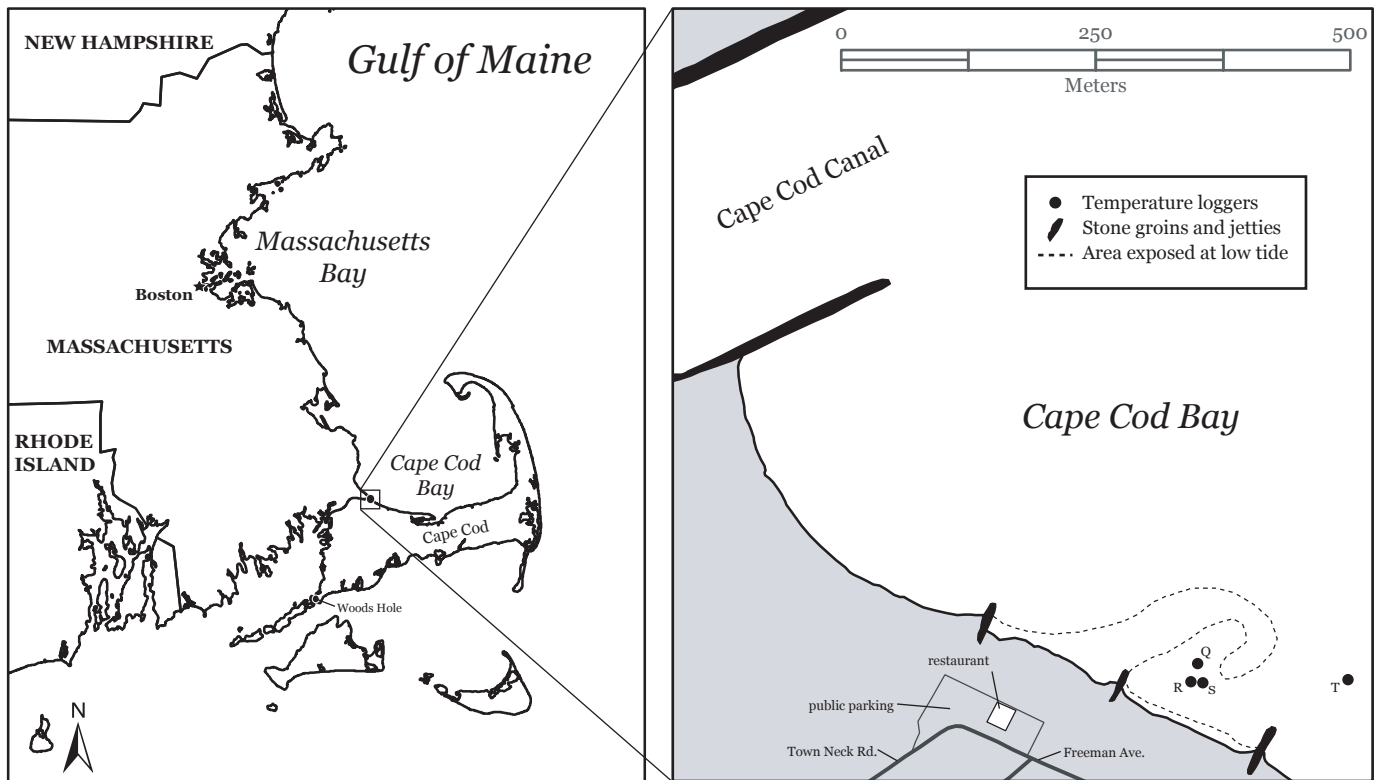 NEW HAMPSHIRE
Gulf of Maine
Massachusetts
Bay
Boston
MASSACHUSETTS
RHODE
ISLAND
Cape Cod
Bay
Cape Cod
Woods Hole
N
0
250
500
Meters
Cape Cod Canal
Temperature loggers
Stone groins and jetties
Area exposed at low tide
Cape Cod Bay
Q
R
S
T
restaurant
public parking
Town Neck Rd.
Freeman Ave.